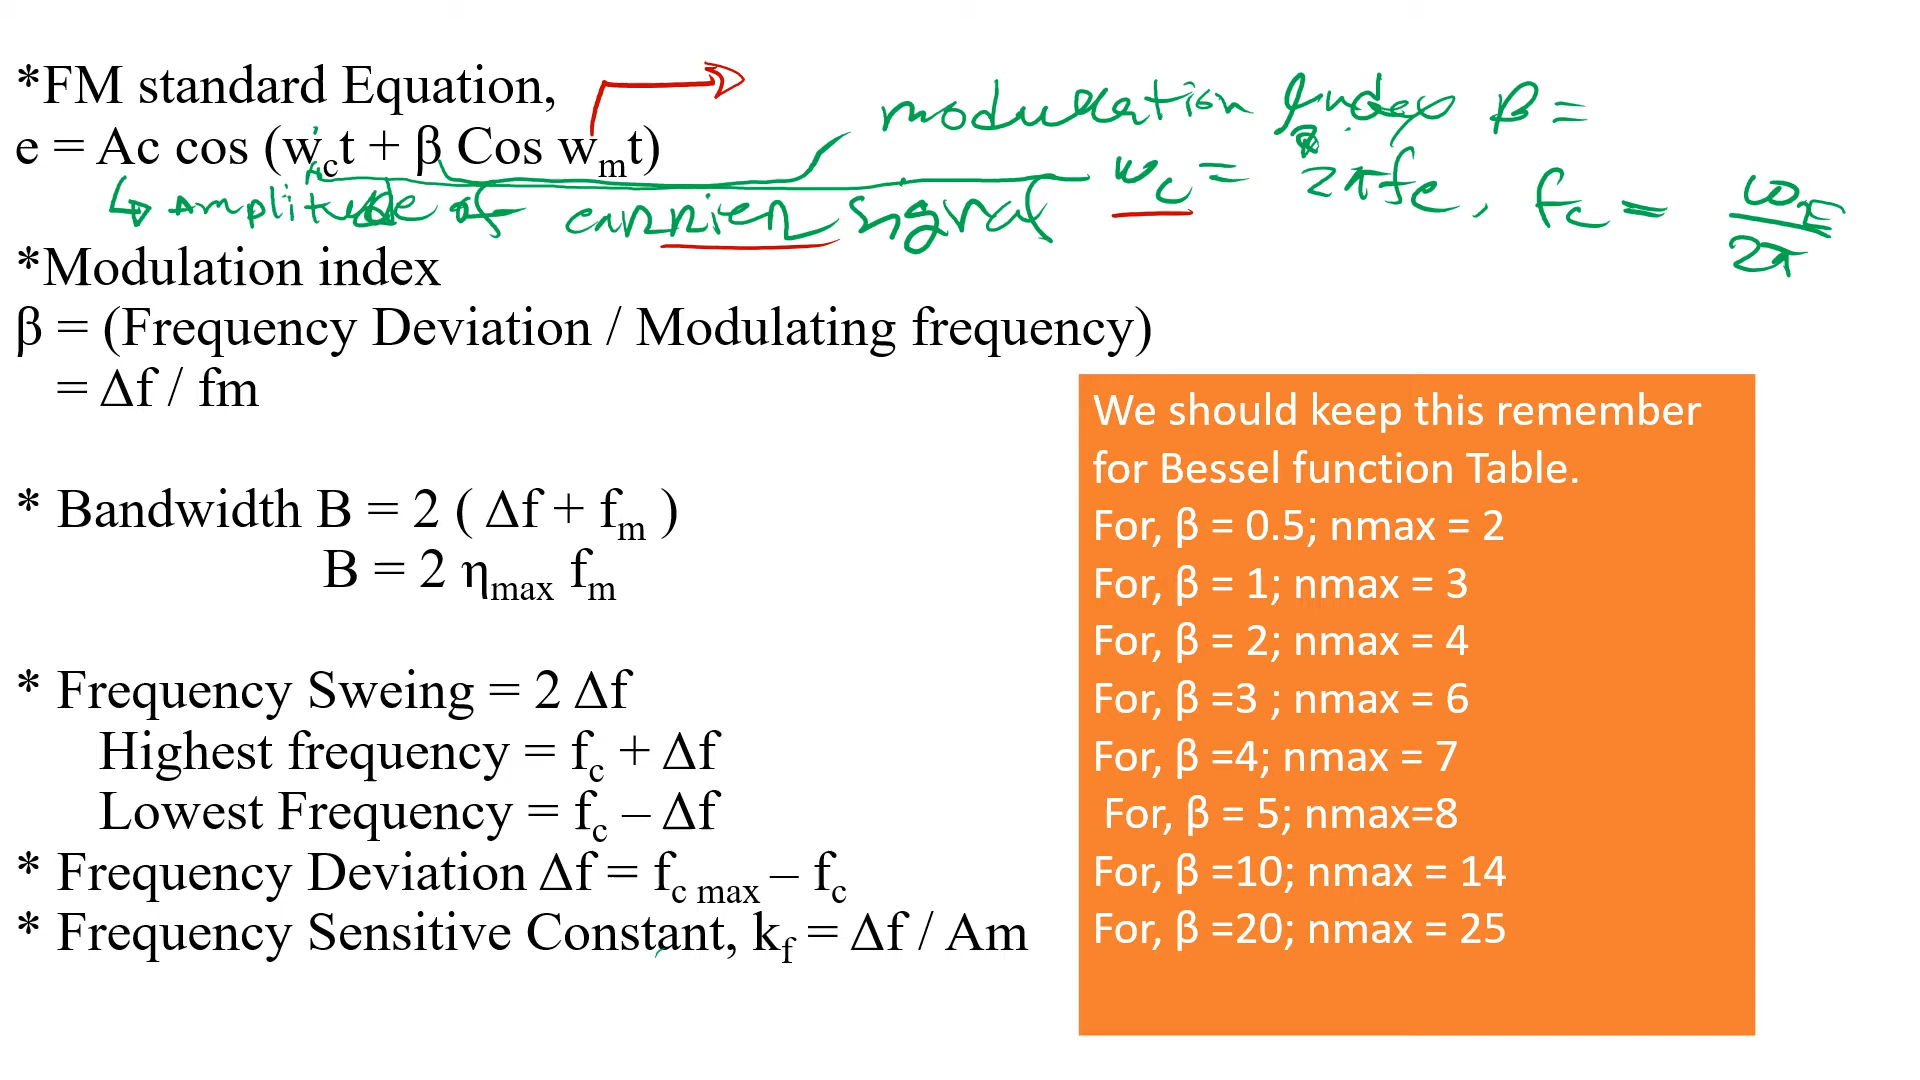 *FM standard Equation,
modulation Index β =
e = Ac cos (wct + β Cos wmt)
wc = 2πfc, fc = ωc/2π
↳ Amplitude of carrier signal
*Modulation index
β = (Frequency Deviation / Modulating frequency)
= Δf / fm
* Bandwidth B = 2 ( Δf + fm )
B = 2 ηmax fm
* Frequency Sweing = 2 Δf
Highest frequency = fc + Δf
Lowest Frequency = fc – Δf
* Frequency Deviation Δf = fc max – fc
* Frequency Sensitive Constant, kf = Δf / Am
We should keep this remember
for Bessel function Table.
For, β = 0.5; nmax = 2
For, β = 1; nmax = 3
For, β = 2; nmax = 4
For, β =3 ; nmax = 6
For, β =4; nmax = 7
For, β = 5; nmax=8
For, β =10; nmax = 14
For, β =20; nmax = 25